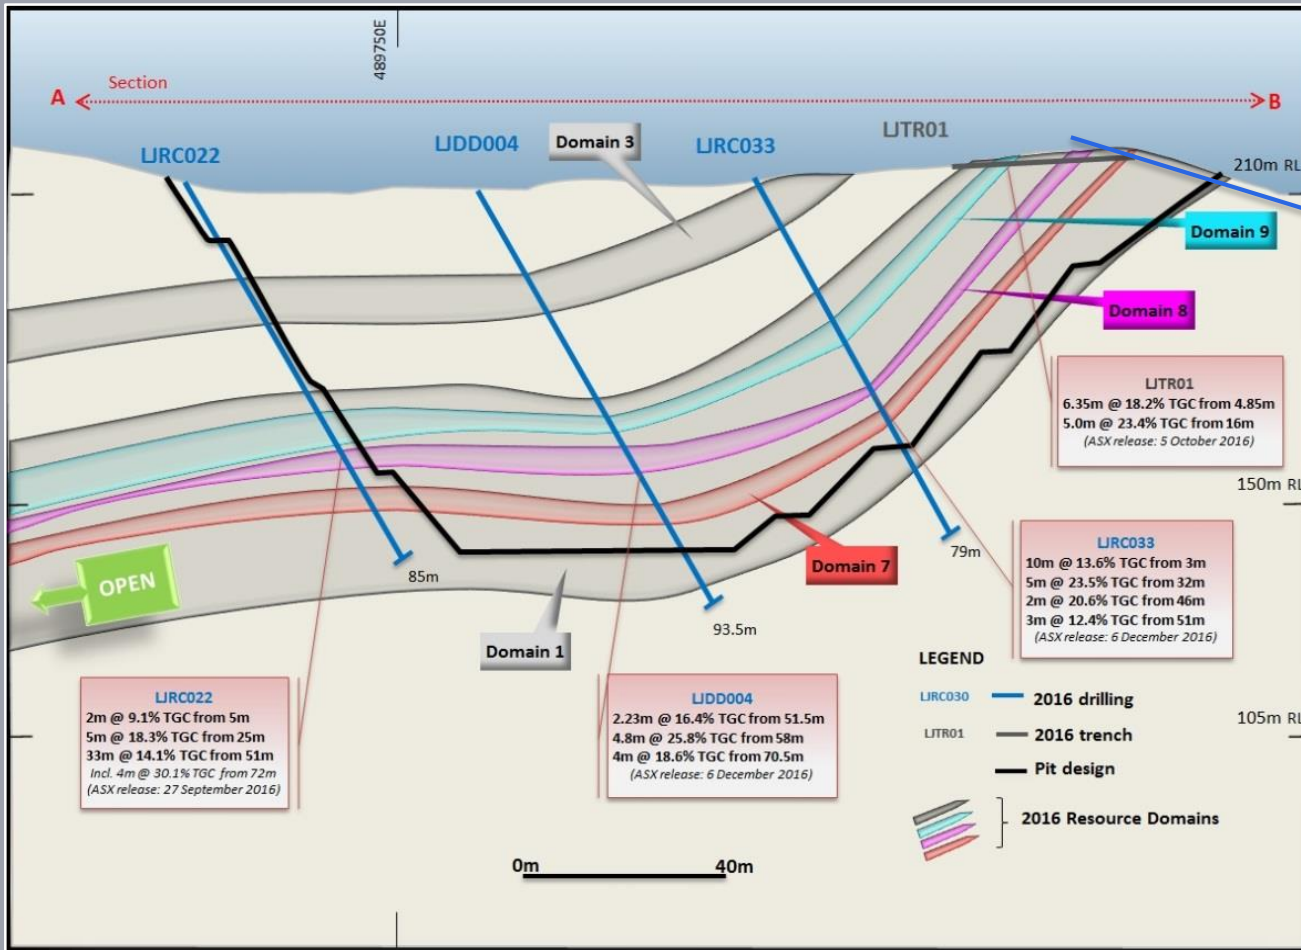 489750E
Section
A
B
LJRC022
LJDD004
Domain 3
LJRC033
LJTR01
210m RL
Domain 9
Domain 8
LJTR01
6.35m @ 18.2% TGC from 4.85m
5.0m @ 23.4% TGC from 16m
(ASX release: 5 October 2016)
150m RL
LJRC033
10m @ 13.6% TGC from 3m
5m @ 23.5% TGC from 32m
2m @ 20.6% TGC from 46m
3m @ 12.4% TGC from 51m
(ASX release: 6 December 2016)
79m
Domain 7
OPEN
85m
93.5m
Domain 1
LJRC022
2m @ 9.1% TGC from 5m
5m @ 18.3% TGC from 25m
33m @ 14.1% TGC from 51m
Incl. 4m @ 30.1% TGC from 72m
(ASX release: 27 September 2016)
LJDD004
2.23m @ 16.4% TGC from 51.5m
4.8m @ 25.8% TGC from 58m
4m @ 18.6% TGC from 70.5m
(ASX release: 6 December 2016)
LEGEND
LJRC030 2016 drilling
LJTR01 2016 trench
Pit design
2016 Resource Domains
105m RL
0m 40m